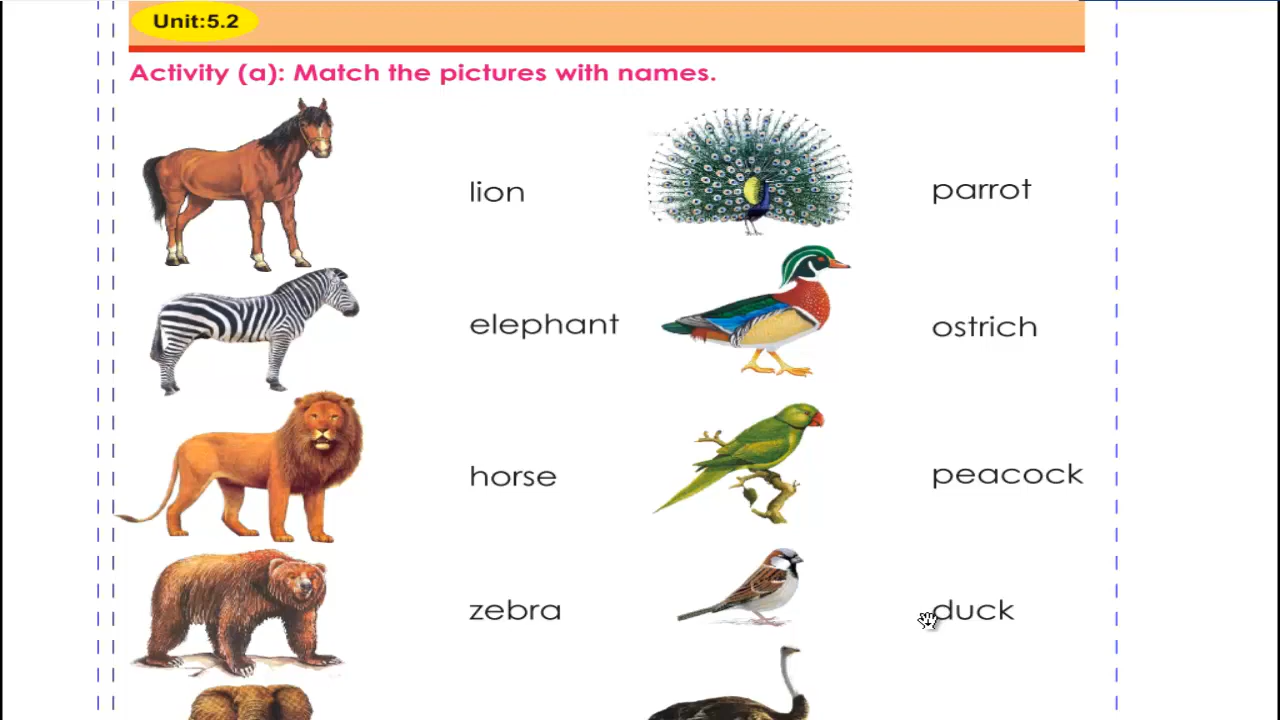 Unit:5.2
Activity (a): Match the pictures with names.
lion
parrot
elephant
ostrich
horse
peacock
zebra
duck